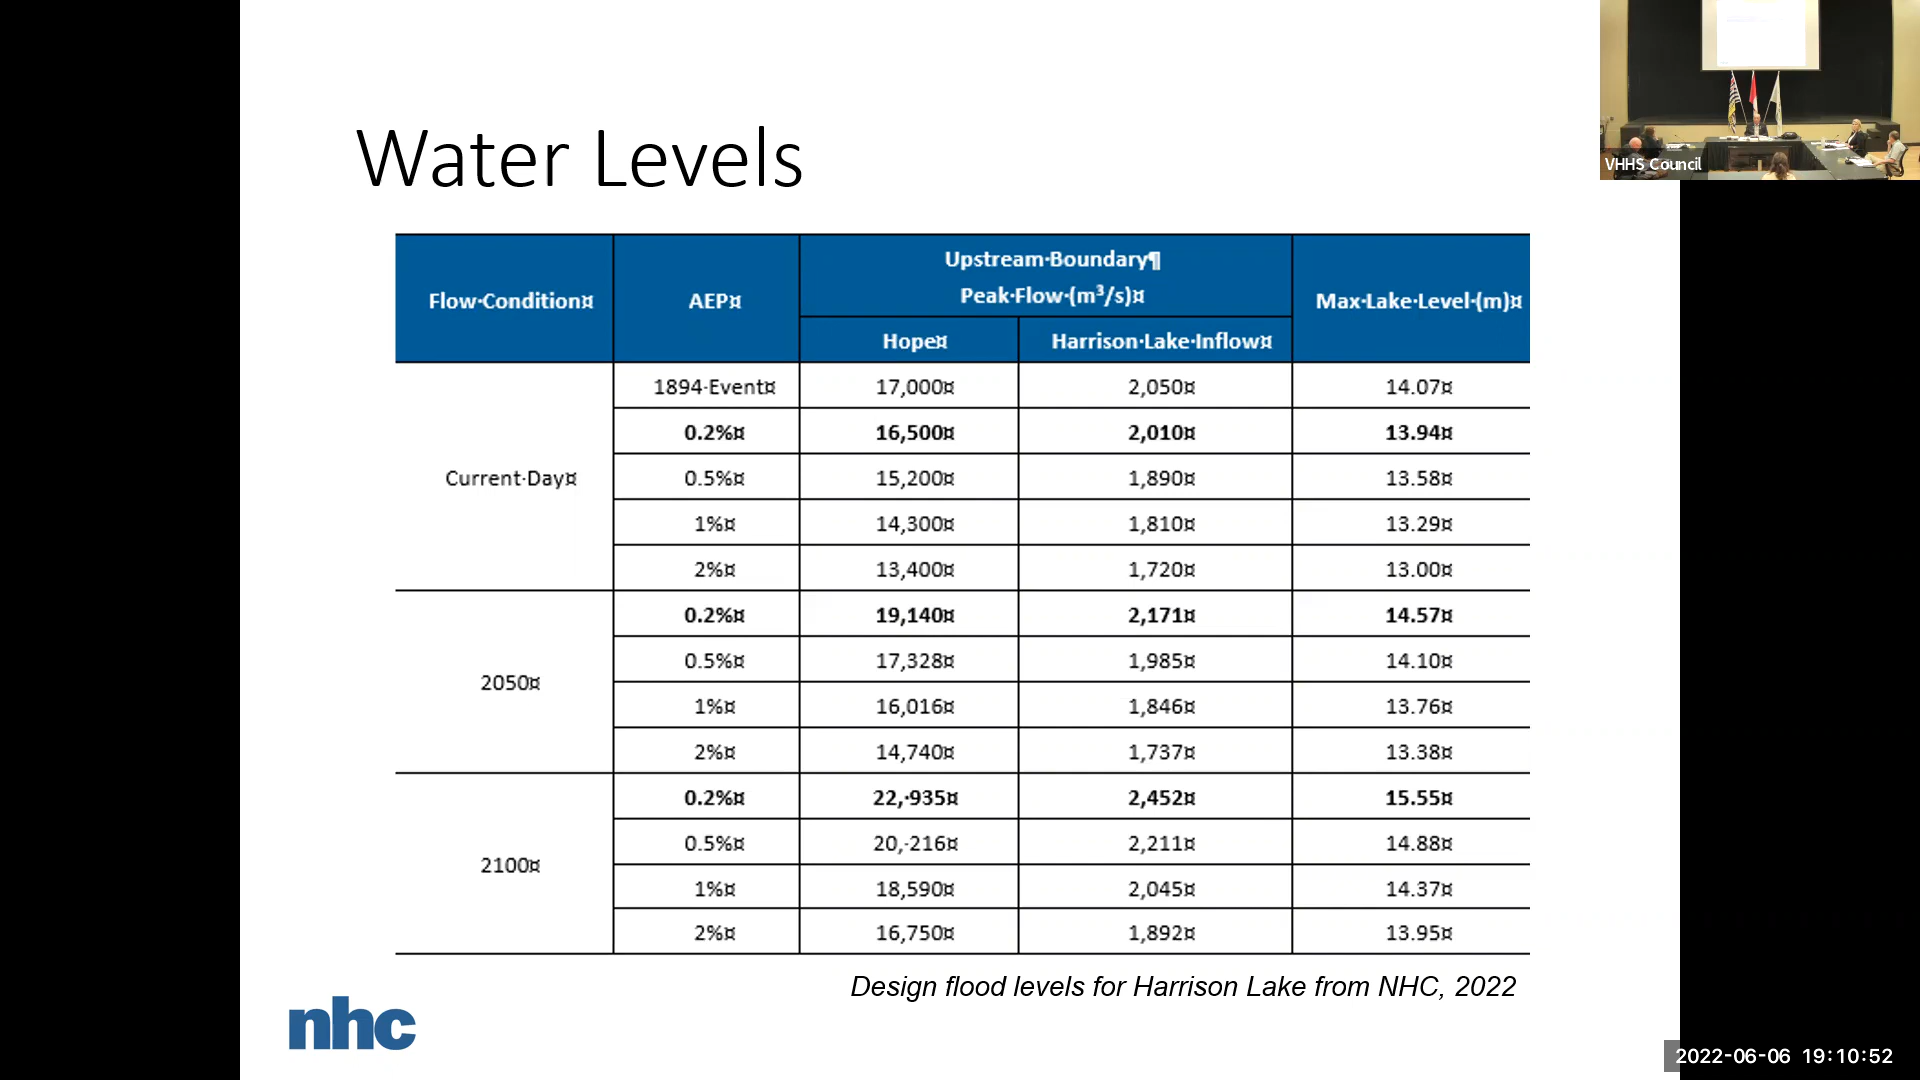 VHHS Council
Water Levels
Flow·Condition¤ AEP¤ Upstream·Boundary¶ Peak·Flow·(m³/s)¤ Max·Lake·Level·(m)¤
Hope¤ Harrison·Lake·Inflow¤
Current·Day¤ 1894·Event¤ 17,000¤ 2,050¤ 14.07¤
0.2%¤ 16,500¤ 2,010¤ 13.94¤
0.5%¤ 15,200¤ 1,890¤ 13.58¤
1%¤ 14,300¤ 1,810¤ 13.29¤
2%¤ 13,400¤ 1,720¤ 13.00¤
2050¤ 0.2%¤ 19,140¤ 2,171¤ 14.57¤
0.5%¤ 17,328¤ 1,985¤ 14.10¤
1%¤ 16,016¤ 1,846¤ 13.76¤
2%¤ 14,740¤ 1,737¤ 13.38¤
2100¤ 0.2%¤ 22,·935¤ 2,452¤ 15.55¤
0.5%¤ 20,·216¤ 2,211¤ 14.88¤
1%¤ 18,590¤ 2,045¤ 14.37¤
2%¤ 16,750¤ 1,892¤ 13.95¤
Design flood levels for Harrison Lake from NHC, 2022
nhc
2022-06-06 19:10:52